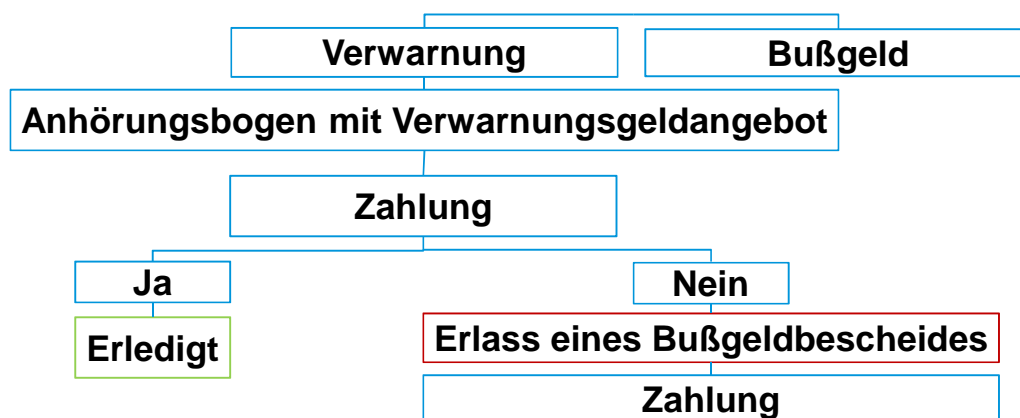 Verwarnung
Bußgeld
Anhörungsbogen mit Verwarnungsgeldangebot
Zahlung
Ja
Nein
Erledigt
Erlass eines Bußgeldbescheides
Zahlung